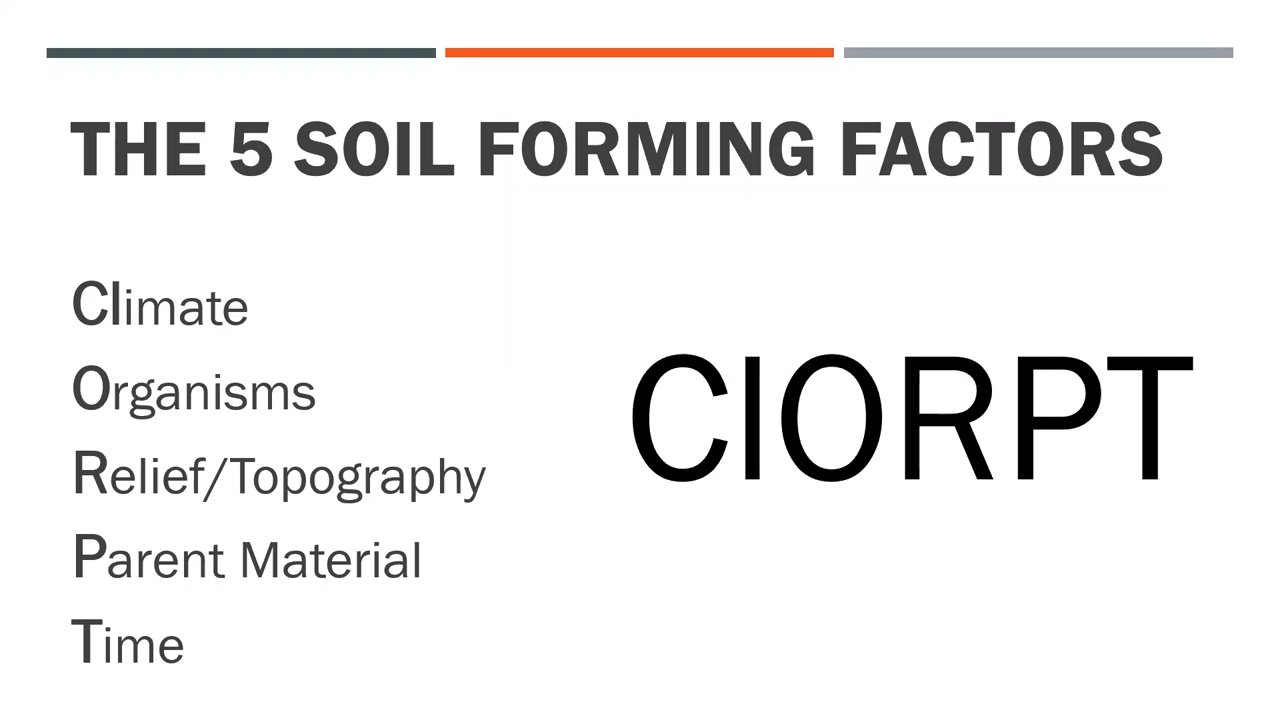 THE 5 SOIL FORMING FACTORS
Climate
Organisms
Relief/Topography
Parent Material
Time
ClORPT